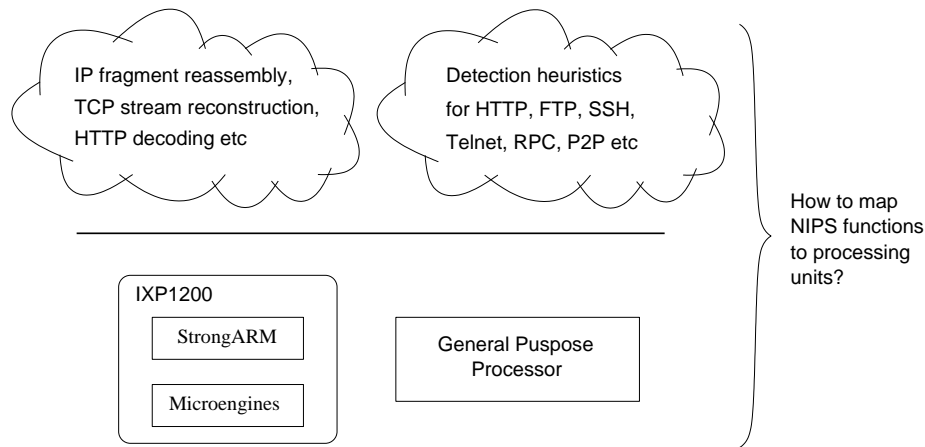 IP fragment reassembly,
TCP stream reconstruction,
HTTP decoding etc
Detection heuristics
for HTTP, FTP, SSH,
Telnet, RPC, P2P etc
How to map
NIPS functions
to processing
units?
IXP1200
StrongARM
Microengines
General Puspose
Processor